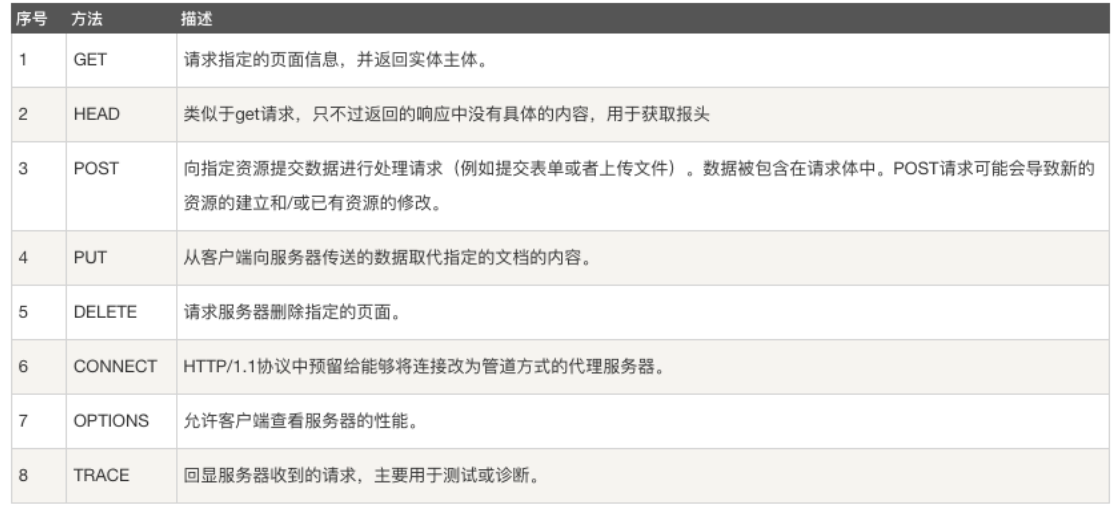 序号 方法 描述
1 GET 请求指定的页面信息，并返回实体主体。
2 HEAD 类似于get请求，只不过返回的响应中没有具体的内容，用于获取报头
3 POST 向指定资源提交数据进行处理请求（例如提交表单或者上传文件）。数据被包含在请求体中。POST请求可能会导致新的
资源的建立和/或已有资源的修改。
4 PUT 从客户端向服务器传送的数据取代指定的文档的内容。
5 DELETE 请求服务器删除指定的页面。
6 CONNECT HTTP/1.1协议中预留给能够将连接改为管道方式的代理服务器。
7 OPTIONS 允许客户端查看服务器的性能。
8 TRACE 回显服务器收到的请求，主要用于测试或诊断。